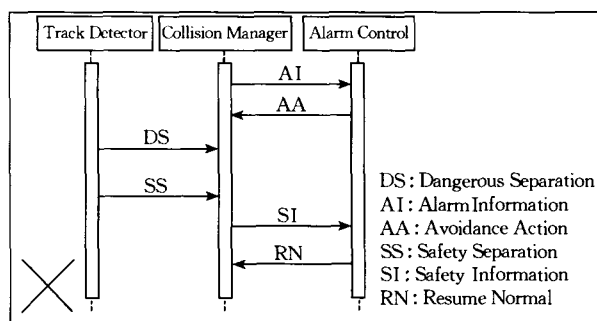 Track Detector
Collision Manager
Alarm Control
AI
AA
DS
SS
SI
RN
DS : Dangerous Separation
AI : Alarm Information
AA : Avoidance Action
SS : Safety Separation
SI : Safety Information
RN : Resume Normal